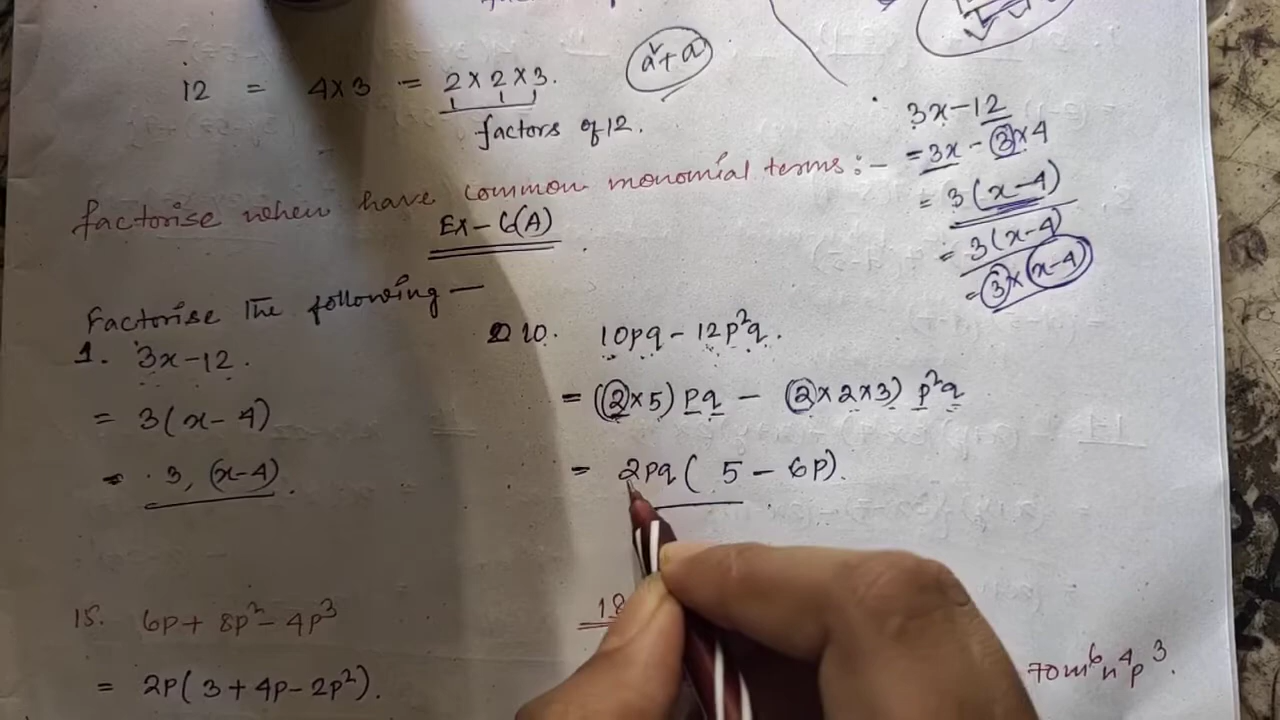 12 = 4×3 = 2×2×3.
factors of 12.
a²+a
3x-12
= 3x - 3×4
= 3(x-4)
= 3(x-4)
= 3×(x-4)
factorise when have common monomial terms:-
Ex-6(A)
Factorise the following —
1. 3x-12.
= 3(x-4)
= 3, (x-4).
10. 10pq - 12p²q.
= (2×5) pq - (2×2×3) p²q
= 2pq( 5 - 6p).
15. 6p+ 8p²- 4p³
= 2p( 3+4p-2p²).
18
70m⁶n⁴p³.